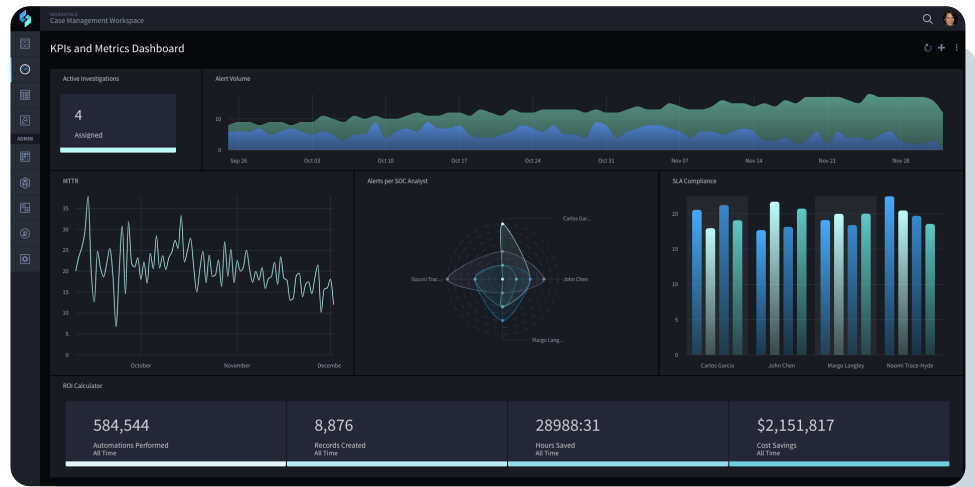 WORKSPACE
Case Management Workspace
KPIs and Metrics Dashboard
ADMIN
Active Investigations
4
Assigned
Alert Volume
10
0
Sep 26 Oct 03 Oct 10 Oct 17 Oct 24 Oct 31 Nov 07 Nov 14 Nov 21 Nov 28
MTTR
35
30
25
20
15
10
5
0
October November Decembe
Alerts per SOC Analyst
Carlos Gar...
Naomi Trac...
John Chen
Margo Lang...
SLA Compliance
20
15
10
5
0
Carlos Garcia John Chen Margo Langley Naomi Trace-Hyde
ROI Calculator
584,544
Automations Performed
All Time
8,876
Records Created
All Time
28988:31
Hours Saved
All Time
$2,151,817
Cost Savings
All Time